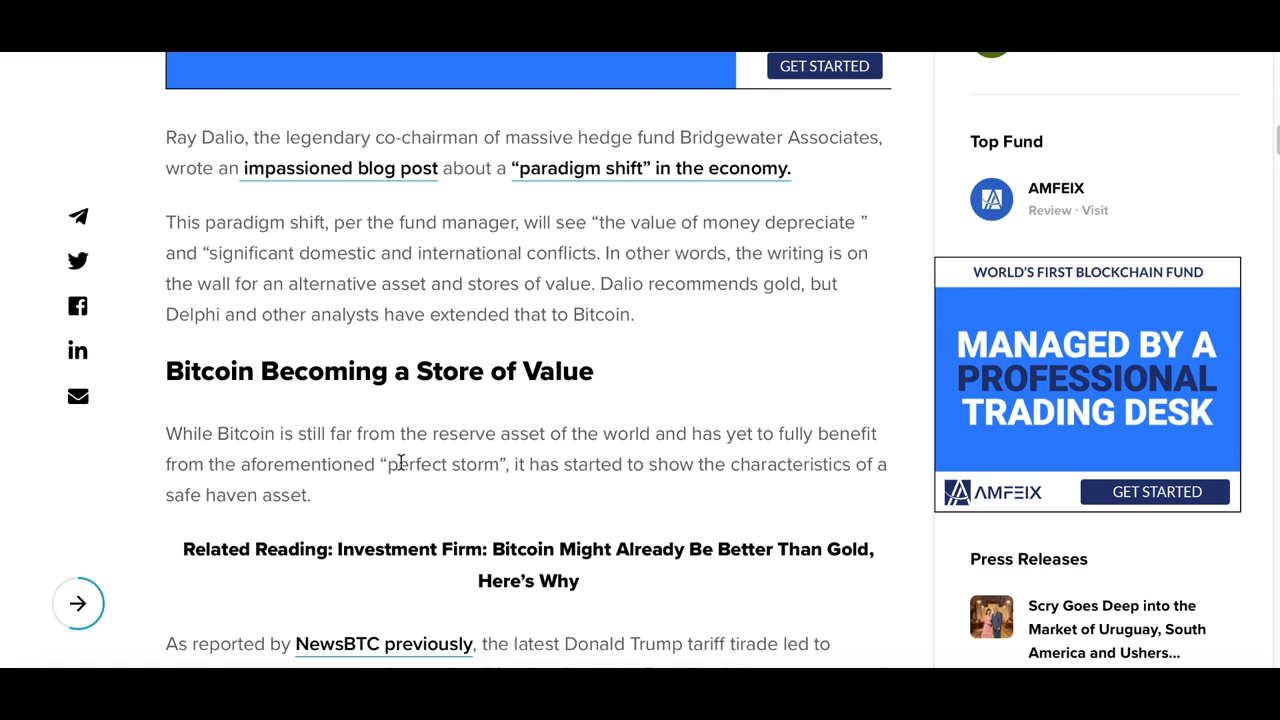 GET STARTED
Ray Dalio, the legendary co-chairman of massive hedge fund Bridgewater Associates,
wrote an impassioned blog post about a “paradigm shift” in the economy.
This paradigm shift, per the fund manager, will see “the value of money depreciate ”
and “significant domestic and international conflicts. In other words, the writing is on
the wall for an alternative asset and stores of value. Dalio recommends gold, but
Delphi and other analysts have extended that to Bitcoin.
Bitcoin Becoming a Store of Value
While Bitcoin is still far from the reserve asset of the world and has yet to fully benefit
from the aforementioned “perfect storm”, it has started to show the characteristics of a
safe haven asset.
Related Reading: Investment Firm: Bitcoin Might Already Be Better Than Gold,
Here’s Why
As reported by NewsBTC previously, the latest Donald Trump tariff tirade led to
Top Fund
AMFEIX
Review · Visit
WORLD’S FIRST BLOCKCHAIN FUND
MANAGED BY A
PROFESSIONAL
TRADING DESK
AMFEIX GET STARTED
Press Releases
Scry Goes Deep into the
Market of Uruguay, South
America and Ushers...